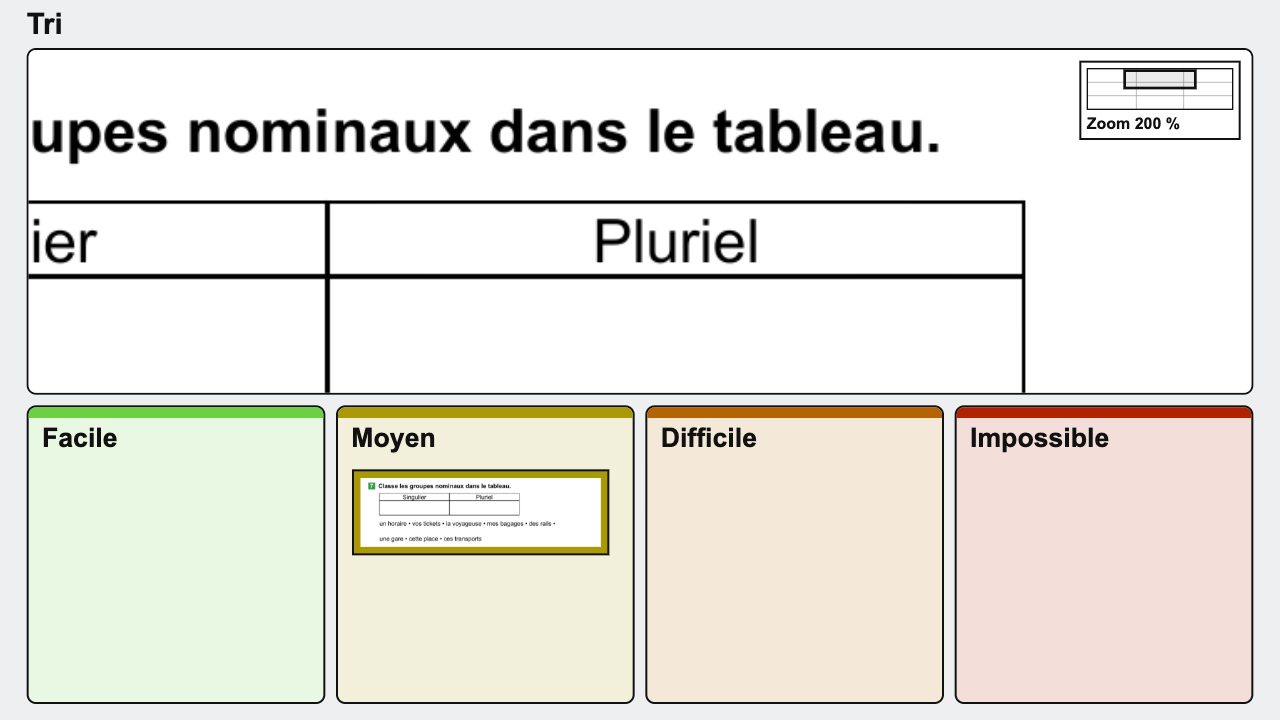 Tri
upes nominaux dans le tableau.
Zoom 200 %
ier Pluriel
Facile
Moyen
Difficile
Impossible
7 Classe les groupes nominaux dans le tableau.
Singulier Pluriel
un horaire • vos tickets • la voyageuse • mes bagages • des rails •
une gare • cette place • ces transports